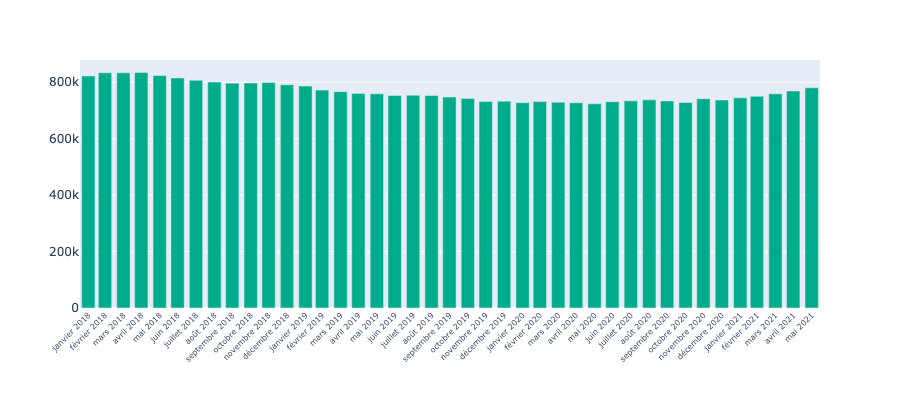 800k
600k
400k
200k
0
janvier 2018
février 2018
mars 2018
avril 2018
mai 2018
juin 2018
juillet 2018
août 2018
septembre 2018
octobre 2018
novembre 2018
décembre 2018
janvier 2019
février 2019
mars 2019
avril 2019
mai 2019
juin 2019
juillet 2019
août 2019
septembre 2019
octobre 2019
novembre 2019
décembre 2019
janvier 2020
février 2020
mars 2020
avril 2020
mai 2020
juin 2020
juillet 2020
août 2020
septembre 2020
octobre 2020
novembre 2020
décembre 2020
janvier 2021
février 2021
mars 2021
avril 2021
mai 2021